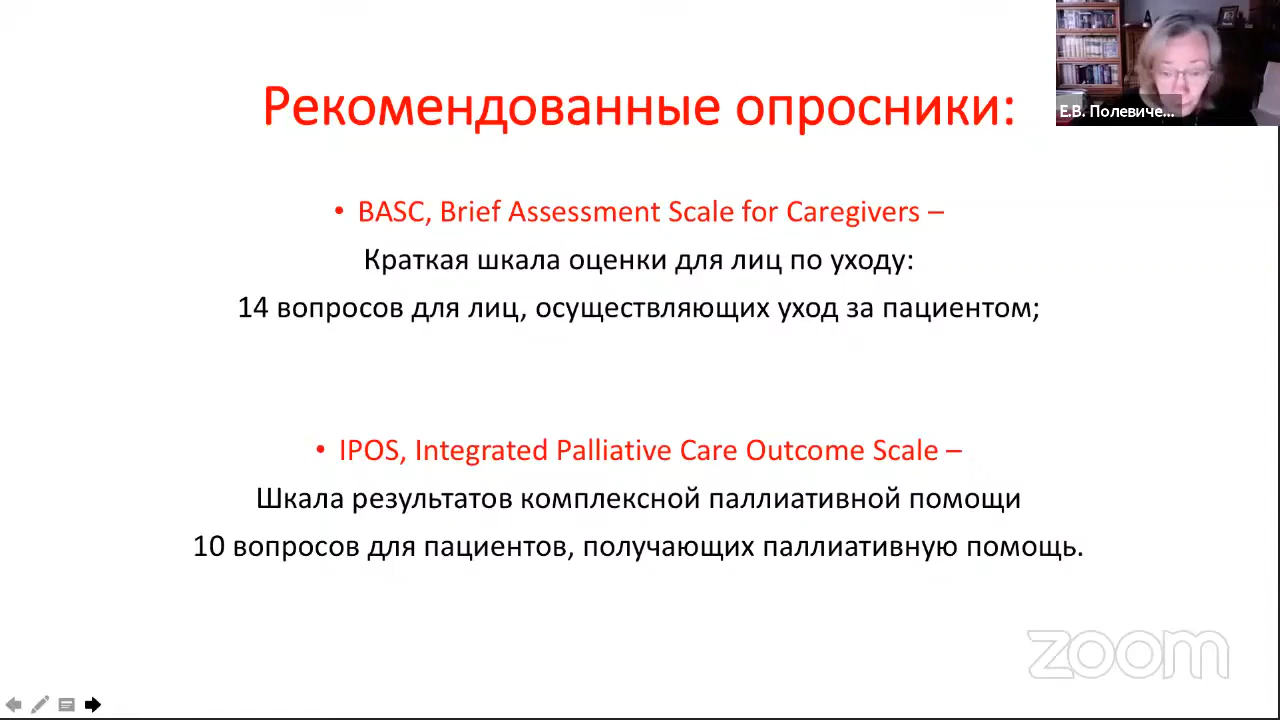 Рекомендованные опросники:
Е.В. Полевиче...
• BASC, Brief Assessment Scale for Caregivers –
Краткая шкала оценки для лиц по уходу:
14 вопросов для лиц, осуществляющих уход за пациентом;
• IPOS, Integrated Palliative Care Outcome Scale –
Шкала результатов комплексной паллиативной помощи
10 вопросов для пациентов, получающих паллиативную помощь.
zoom